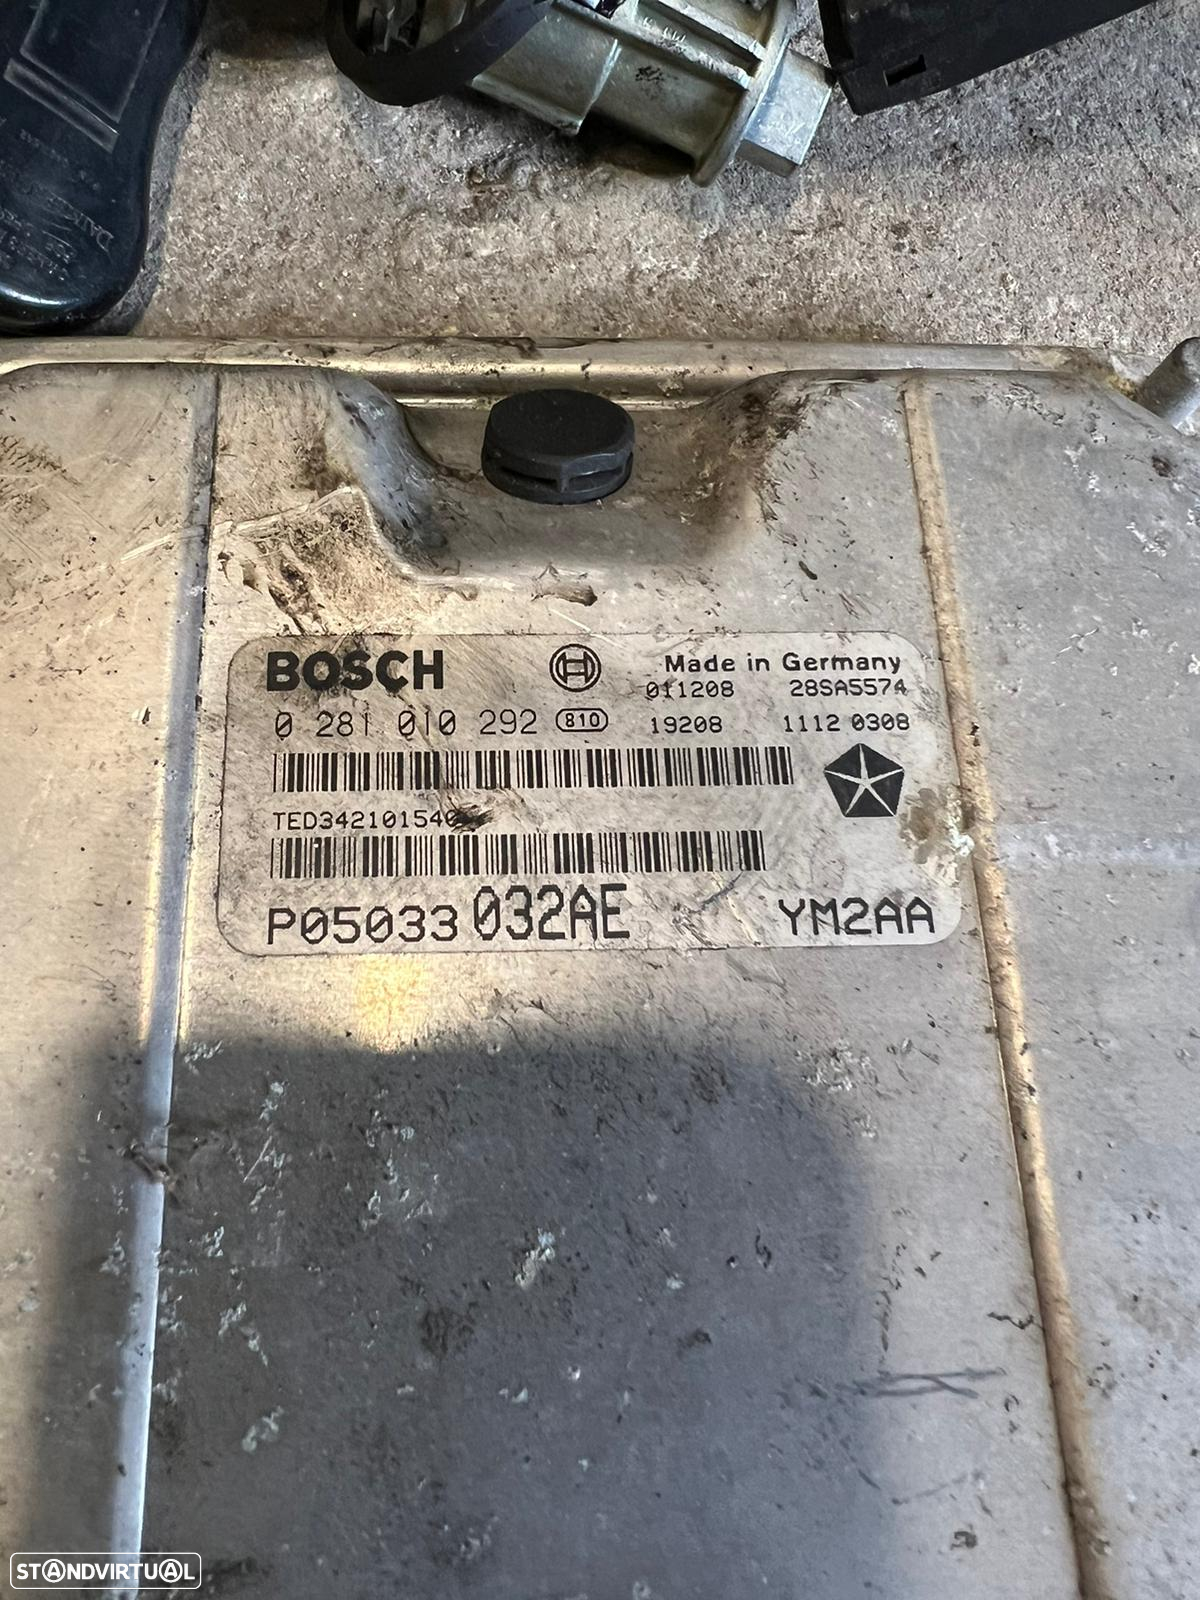 BOSCH
Made in Germany
011208 28SA5574
0 281 010 292 810 19208 1112 0308
TED342101540
P05033 032AE YM2AA
STANDVIRTUAL